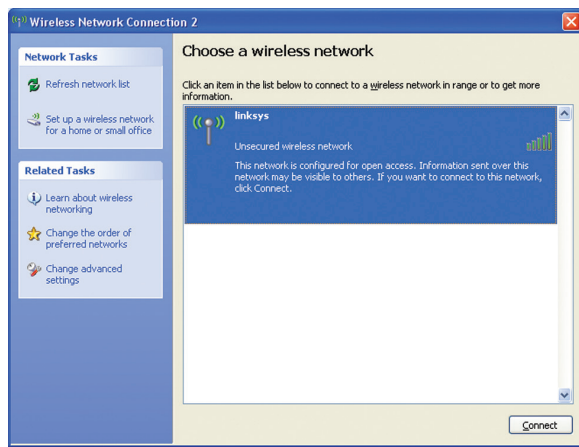 Wireless Network Connection 2
Network Tasks
Refresh network list
Set up a wireless network
for a home or small office
Related Tasks
Learn about wireless
networking
Change the order of
preferred networks
Change advanced
settings
Choose a wireless network
Click an item in the list below to connect to a wireless network in range or to get more
information.
linksys
Unsecured wireless network
This network is configured for open access. Information sent over this
network may be visible to others. If you want to connect to this network,
click Connect.
Connect